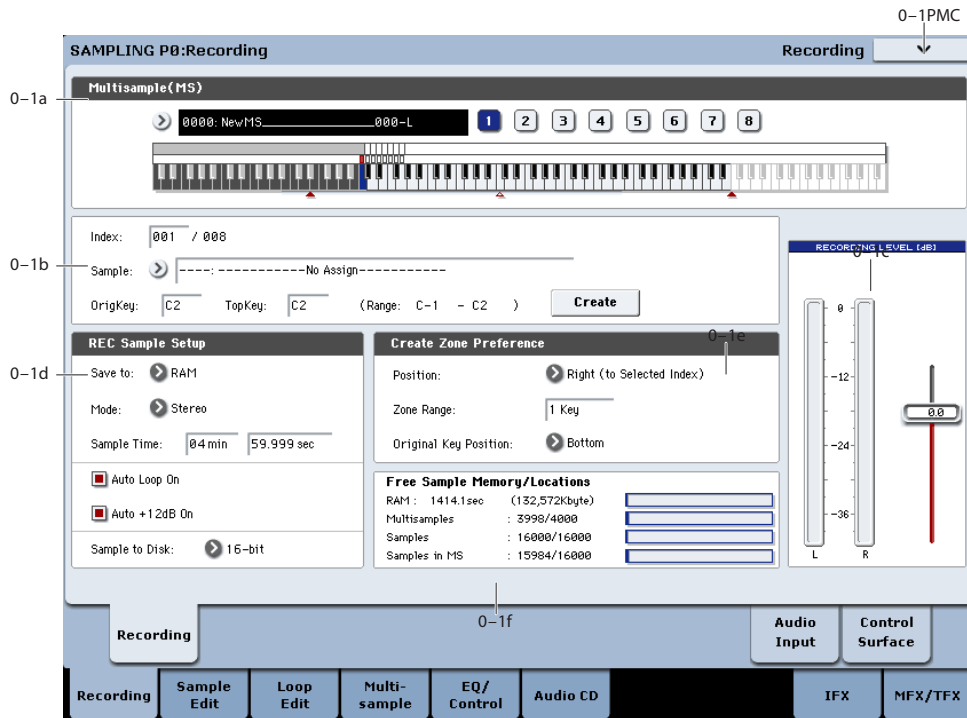 0-1PMC
SAMPLING P0:Recording
Recording
0-1a
Multisample(MS)
0000: NewMS_______________000-L
1 2 3 4 5 6 7 8
Index: 001 / 008
RECORDING LEVEL [dB]
0-1b
0-1c
Sample: ----: ------------No Assign-----------
OrigKey: C2 TopKey: C2 (Range: C-1 - C2 ) Create
REC Sample Setup
Create Zone Preference
0-1e
0-1d
Save to: RAM
Position: Right (to Selected Index)
Mode: Stereo
Zone Range: 1 Key
Sample Time: 04 min 59.999 sec
Original Key Position: Bottom
Auto Loop On
Auto +12dB On
Sample to Disk: 16-bit
Free Sample Memory/Locations
RAM : 1414.1sec (132,572Kbyte)
Multisamples : 3998/4000
Samples : 16000/16000
Samples in MS : 15984/16000
0
-12
-24
-36
L R
0.0
0-1f
Recording
Audio Input
Control Surface
Recording
Sample Edit
Loop Edit
Multi-sample
EQ/ Control
Audio CD
IFX
MFX/TFX